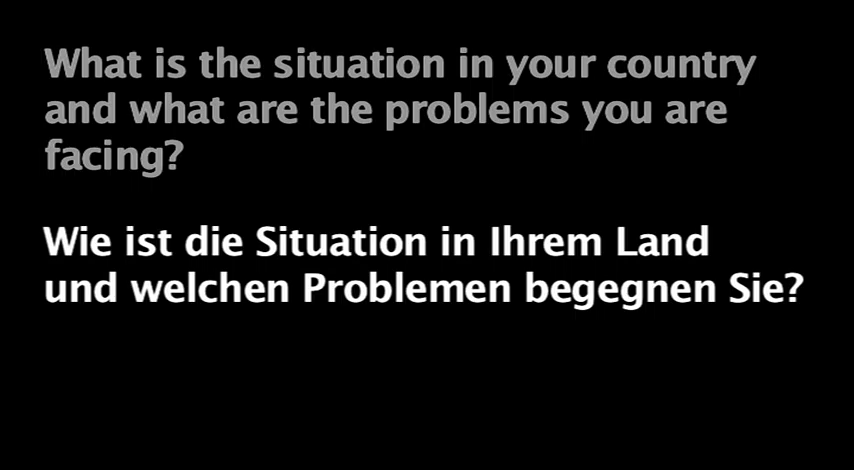 What is the situation in your country
and what are the problems you are
facing?
Wie ist die Situation in Ihrem Land
und welchen Problemen begegnen Sie?